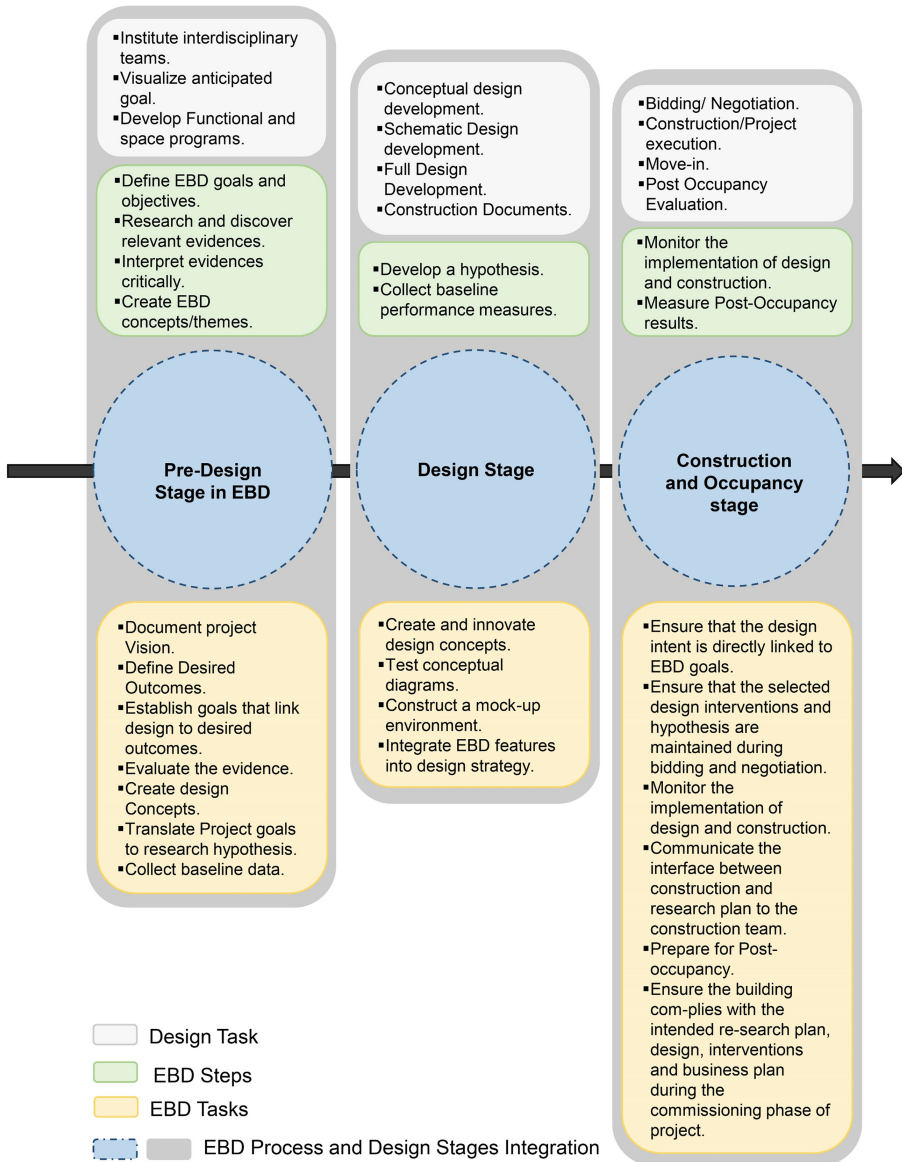 ▪Institute interdisciplinary
teams.
▪Visualize anticipated
goal.
▪Develop Functional and
space programs.
▪Define EBD goals and
objectives.
▪Research and discover
relevant evidences.
▪Interpret evidences
critically.
▪Create EBD
concepts/themes.
Pre-Design
Stage in EBD
▪Document project
Vision.
▪Define Desired
Outcomes.
▪Establish goals that link
design to desired
outcomes.
▪Evaluate the evidence.
▪Create design
Concepts.
▪Translate Project goals
to research hypothesis.
▪Collect baseline data.
▪Conceptual design
development.
▪Schematic Design
development.
▪Full Design
Development.
▪Construction Documents.
▪Develop a hypothesis.
▪Collect baseline
performance measures.
Design Stage
▪Create and innovate
design concepts.
▪Test conceptual
diagrams.
▪Construct a mock-up
environment.
▪Integrate EBD features
into design strategy.
▪Bidding/ Negotiation.
▪Construction/Project
execution.
▪Move-in.
▪Post Occupancy
Evaluation.
▪Monitor the
implementation of design
and construction.
▪Measure Post-Occupancy
results.
Construction
and Occupancy
stage
▪Ensure that the design
intent is directly linked to
EBD goals.
▪Ensure that the selected
design interventions and
hypothesis are
maintained during
bidding and negotiation.
▪Monitor the
implementation of
design and construction.
▪Communicate the
interface between
construction and
research plan to the
construction team.
▪Prepare for Post-
occupancy.
▪Ensure the building
com-plies with the
intended re-search plan,
design, interventions
and business plan
during the
commissioning phase of
project.
Design Task
EBD Steps
EBD Tasks
EBD Process and Design Stages Integration